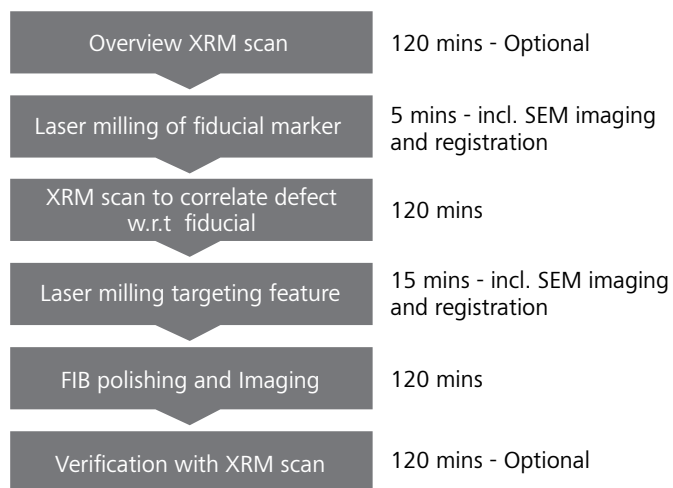 Overview XRM scan
120 mins - Optional
Laser milling of fiducial marker
5 mins - incl. SEM imaging
and registration
XRM scan to correlate defect
w.r.t fiducial
120 mins
Laser milling targeting feature
15 mins - incl. SEM imaging
and registration
FIB polishing and Imaging
120 mins
Verification with XRM scan
120 mins - Optional